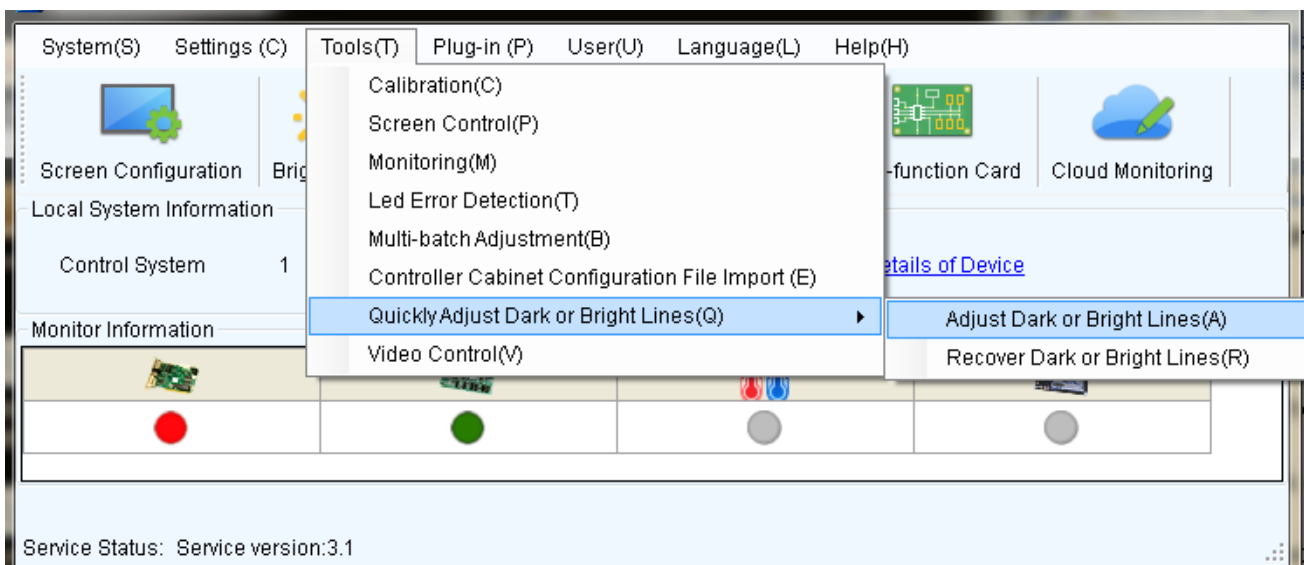 System(S) Settings (C) Tools(T) Plug-in (P) User(U) Language(L) Help(H)
Calibration(C)
Screen Control(P)
Monitoring(M)
Led Error Detection(T)
Multi-batch Adjustment(B)
Controller Cabinet Configuration File Import (E)
Quickly Adjust Dark or Bright Lines(Q)
Video Control(V)
Adjust Dark or Bright Lines(A)
Recover Dark or Bright Lines(R)
Screen Configuration -function Card Cloud Monitoring
Local System Information
Control System 1 of Device
Monitor Information
Service Status: Service version:3.1